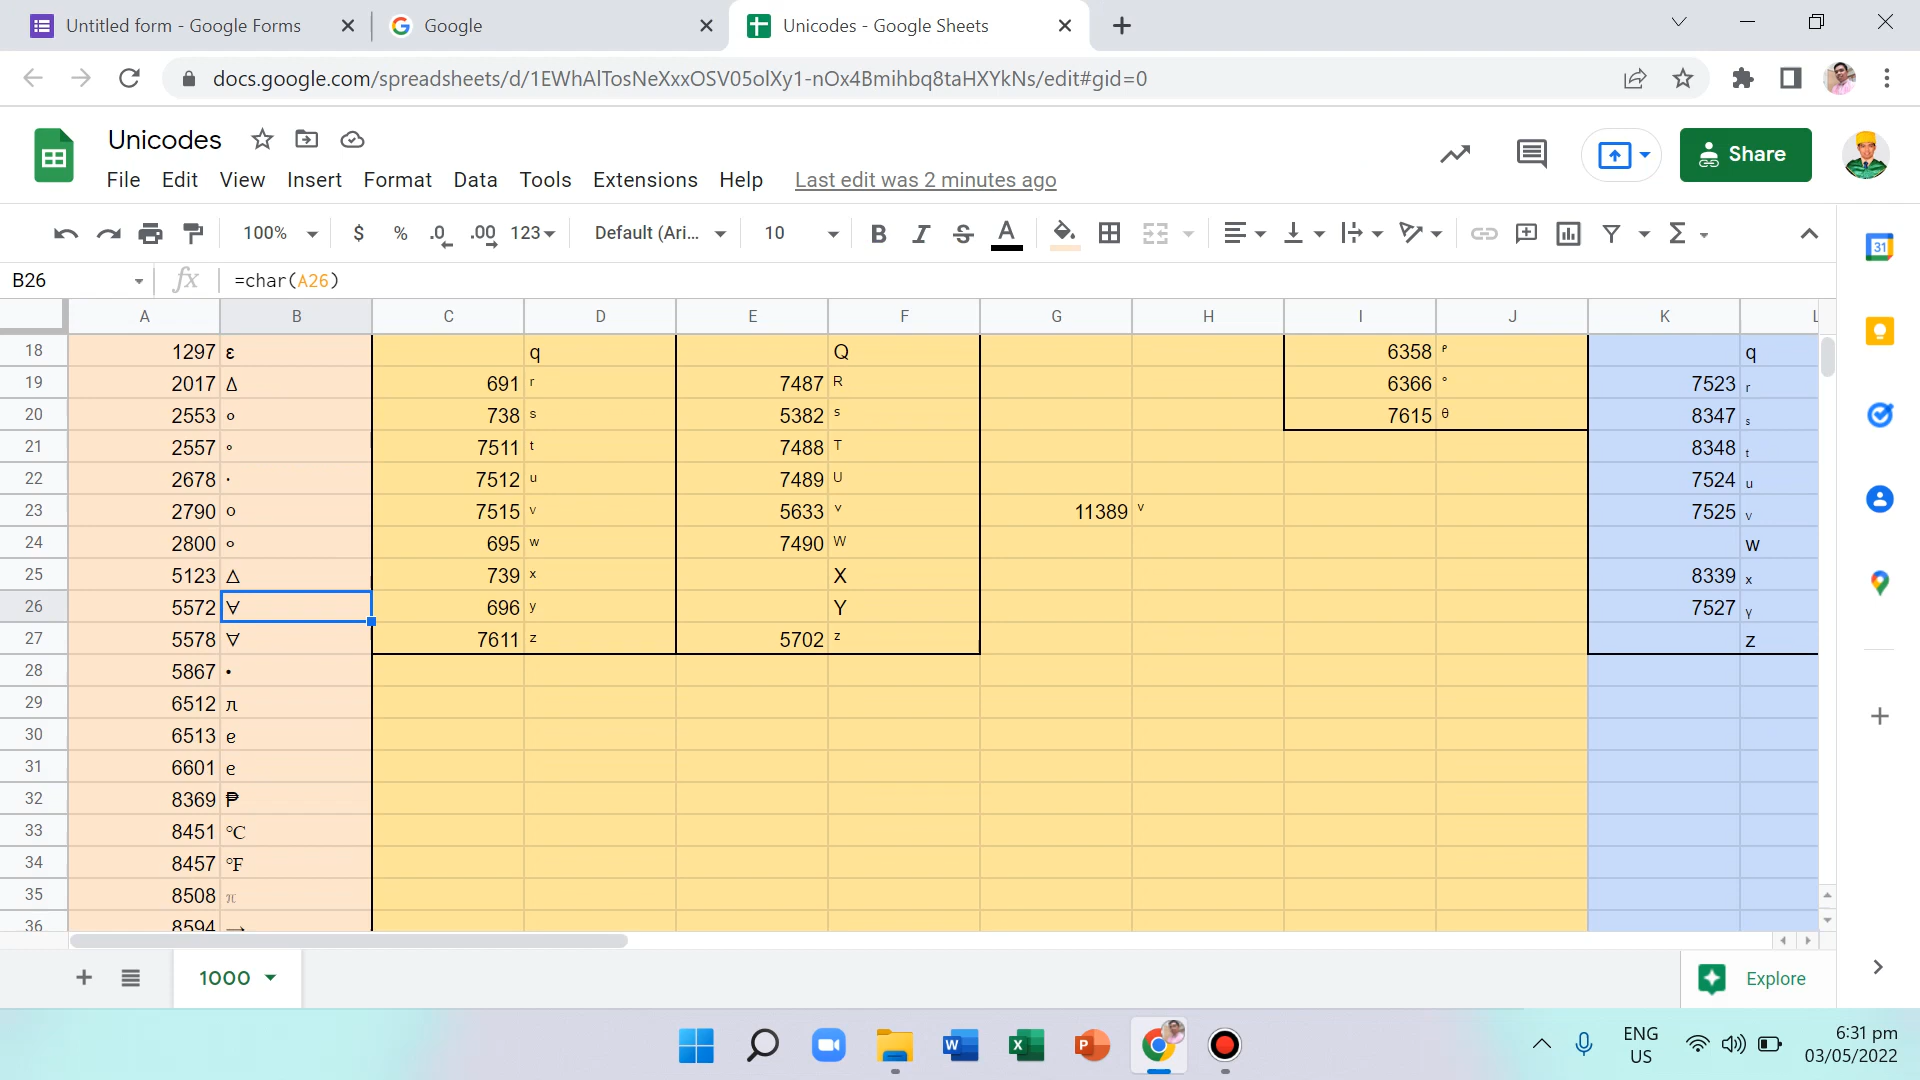 Untitled form - Google Forms
Google
Unicodes - Google Sheets
docs.google.com/spreadsheets/d/1EWhAlTosNeXxxOSV05olXy1-nOx4Bmihbq8taHXYkNs/edit#gid=0
Unicodes
Share
File Edit View Insert Format Data Tools Extensions Help Last edit was 2 minutes ago
100% $ % .0 .00 123 Default (Ari... 10 B I S A
B26 fx =char(A26)
A B C D E F G H I J K L
18 1297 ԑ q Q 6358 ᣖ q
19 2017 ߡ 691 ʳ 7487 ᴿ 6366 ᣞ 7523 ᵣ
20 2553 ৹ 738 ˢ 5382 ᔆ 7615 ᶿ 8347 ₛ
21 2557 ৽ 7511 ᵗ 7488 ᵀ 8348 ₜ
22 2678 ੶ 7512 ᵘ 7489 ᵁ 7524 ᵤ
23 2790 ૦ 7515 ᵛ 5633 ᘁ 11389 ⱽ 7525 ᵥ
24 2800 ૰ 695 ʷ 7490 ᵂ w
25 5123 ᐃ 739 ˣ X 8339 ₓ
26 5572 ᗄ 696 ʸ Y 7527 ᵧ
27 5578 ᗊ 7611 ᶻ 5702 ᙆ z
28 5867 ᛫
29 6512 ᥰ
30 6513 ᥱ
31 6601 ᧉ
32 8369 ₱
33 8451 ℃
34 8457 ℉
35 8508 ℼ
36 8594 →
1000
Explore
ENG
US
6:31 pm
03/05/2022